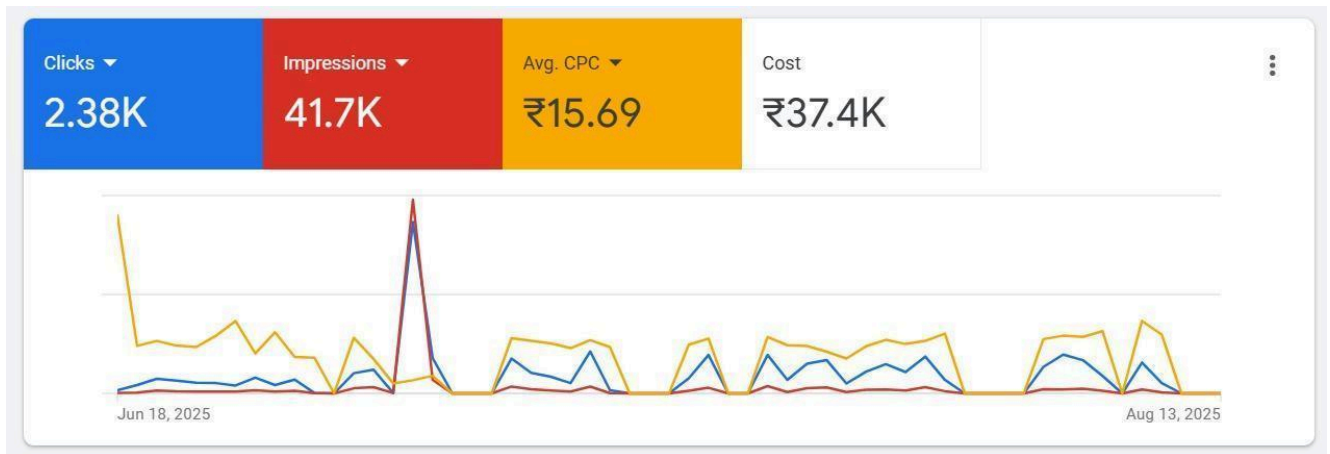 Clicks Impressions Avg. CPC Cost
2.38K 41.7K ₹15.69 ₹37.4K
Jun 18, 2025 Aug 13, 2025